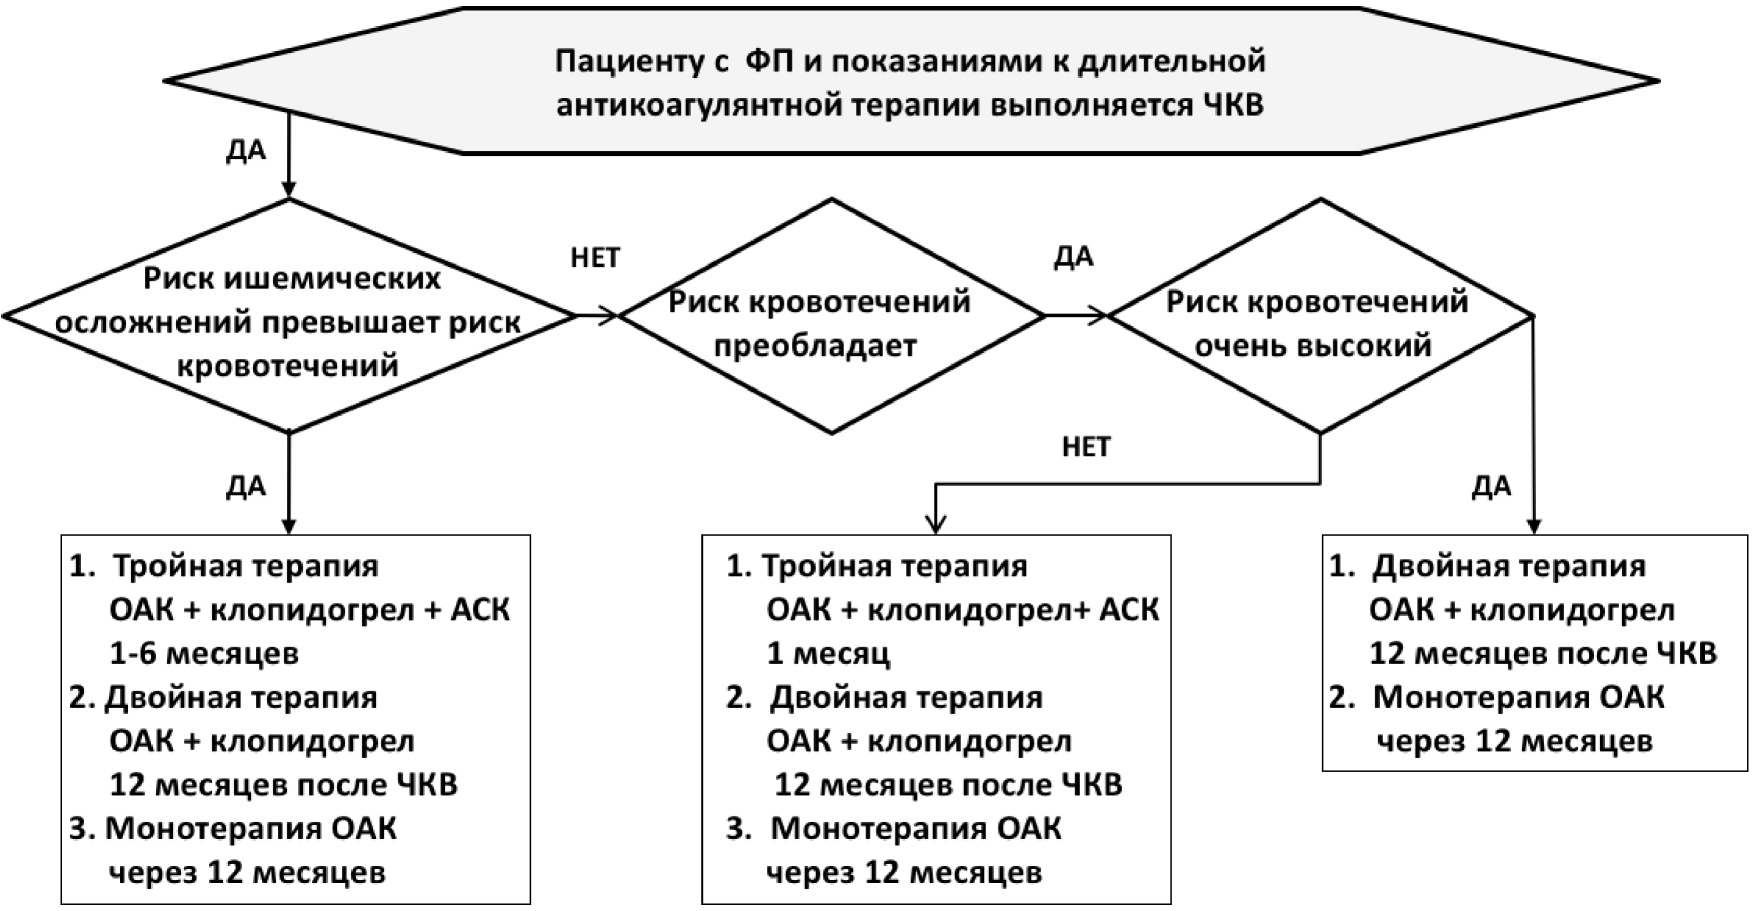 Пациенту с ФП и показаниями к длительной
антикоагулянтной терапии выполняется ЧКВ
ДА
Риск ишемических
осложнений превышает риск
кровотечений
НЕТ
Риск кровотечений
преобладает
ДА
Риск кровотечений
очень высокий
ДА
НЕТ
ДА
1. Тройная терапия
ОАК + клопидогрел + АСК
1-6 месяцев
2. Двойная терапия
ОАК + клопидогрел
12 месяцев после ЧКВ
3. Монотерапия ОАК
через 12 месяцев
1. Тройная терапия
ОАК + клопидогрел+ АСК
1 месяц
2. Двойная терапия
ОАК + клопидогрел
12 месяцев после ЧКВ
3. Монотерапия ОАК
через 12 месяцев
1. Двойная терапия
ОАК + клопидогрел
12 месяцев после ЧКВ
2. Монотерапия ОАК
через 12 месяцев